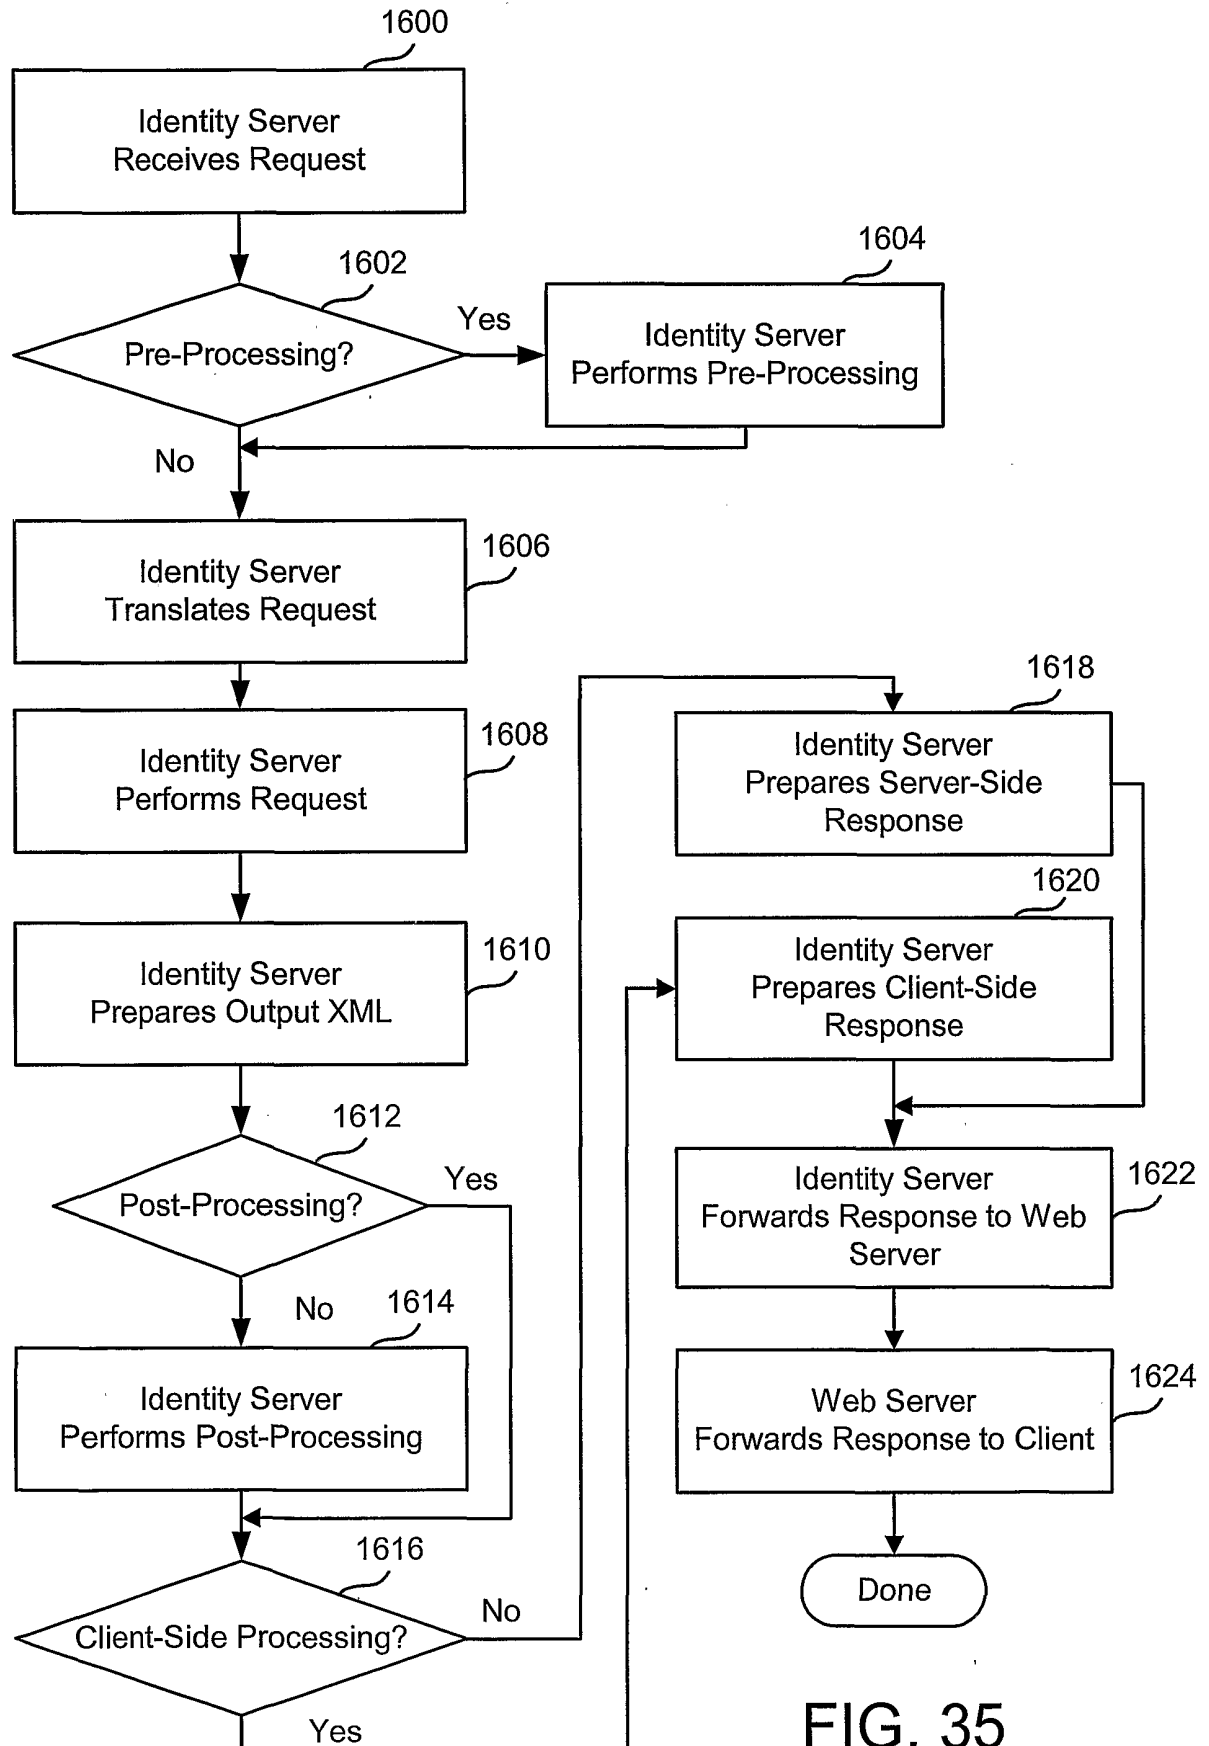 1600
Identity Server
Receives Request
1602
Pre-Processing?
Yes
1604
Identity Server
Performs Pre-Processing
No
1606
Identity Server
Translates Request
1608
Identity Server
Performs Request
1610
Identity Server
Prepares Output XML
1612
Post-Processing?
Yes
No
1614
Identity Server
Performs Post-Processing
1616
Client-Side Processing?
No
Yes
1618
Identity Server
Prepares Server-Side
Response
1620
Identity Server
Prepares Client-Side
Response
1622
Identity Server
Forwards Response to Web
Server
1624
Web Server
Forwards Response to Client
Done
FIG. 35